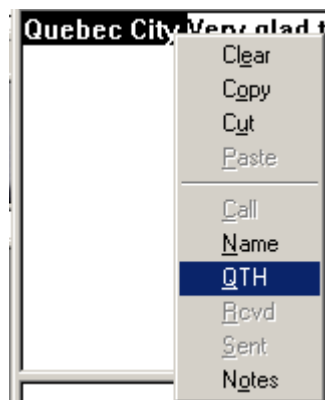 Quebec City Very glad t
Clear
Copy
Cut
Paste
Call
Name
QTH
Rcvd
Sent
Notes